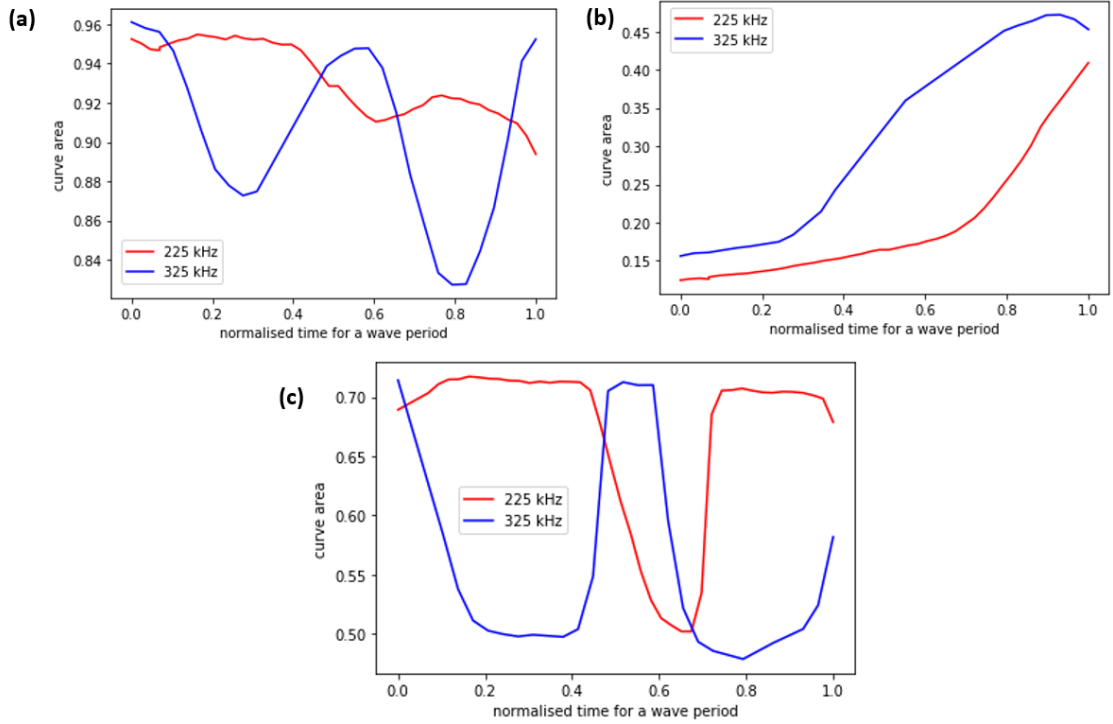 (a)
0.96
0.94
0.92
0.90
0.88
0.86
0.84
curve area
225 kHz
325 kHz
0.0 0.2 0.4 0.6 0.8 1.0
normalised time for a wave period
(b)
225 kHz
325 kHz
0.45
0.40
0.35
0.30
0.25
0.20
0.15
curve area
0.0 0.2 0.4 0.6 0.8 1.0
normalised time for a wave period
(c)
0.70
0.65
0.60
0.55
0.50
curve area
225 kHz
325 kHz
0.0 0.2 0.4 0.6 0.8 1.0
normalised time for a wave period